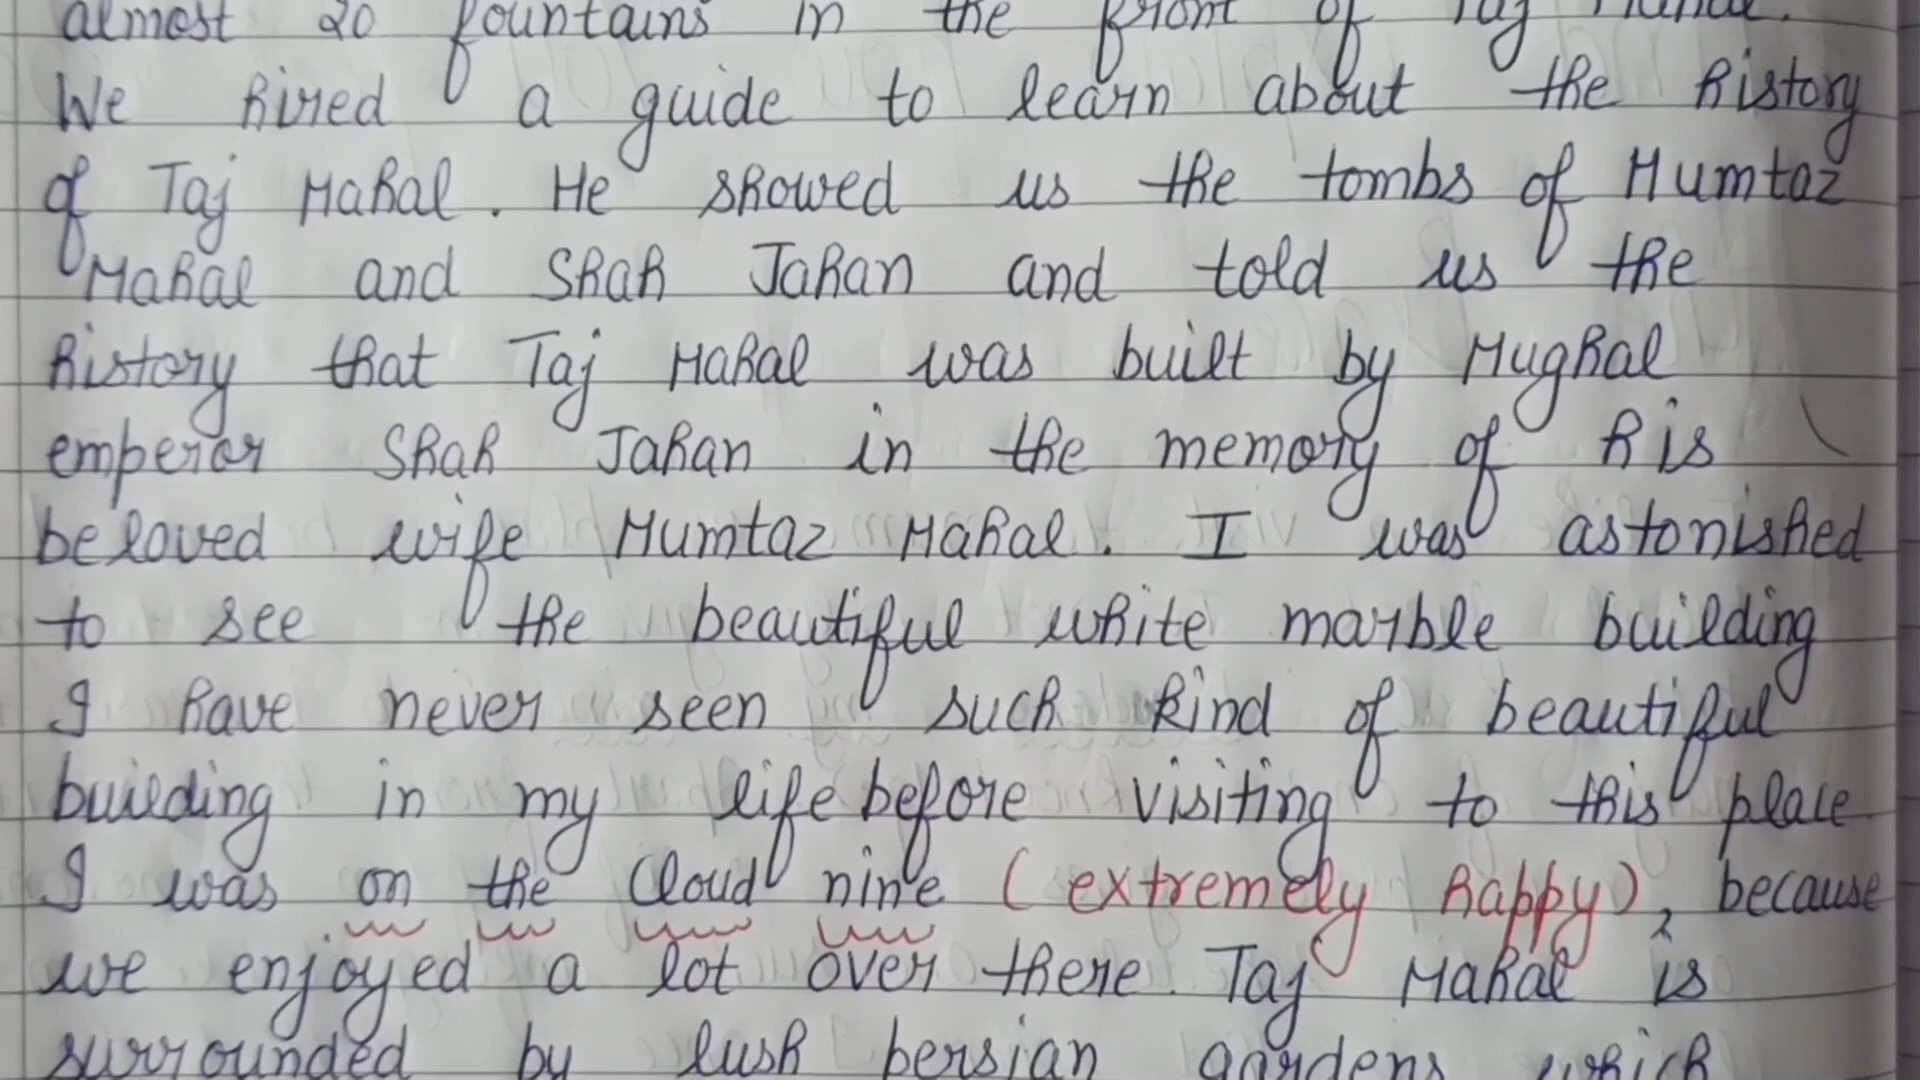 almost 20 fountains in the front of Taj Mahal.
We hired a guide to learn about the history
of Taj Mahal. He showed us the tombs of Mumtaz
Mahal and Shah Jahan and told us the
history that Taj Mahal was built by Mughal
emperor Shah Jahan in the memory of his
beloved wife Mumtaz Mahal. I was astonished
to see the beautiful white marble building
I have never seen such kind of beautiful
building in my life before visiting to this place
I was on the Cloud nine (extremely happy), because
we enjoyed a lot over there. Taj Mahal is
surrounded by lush persian gardens which